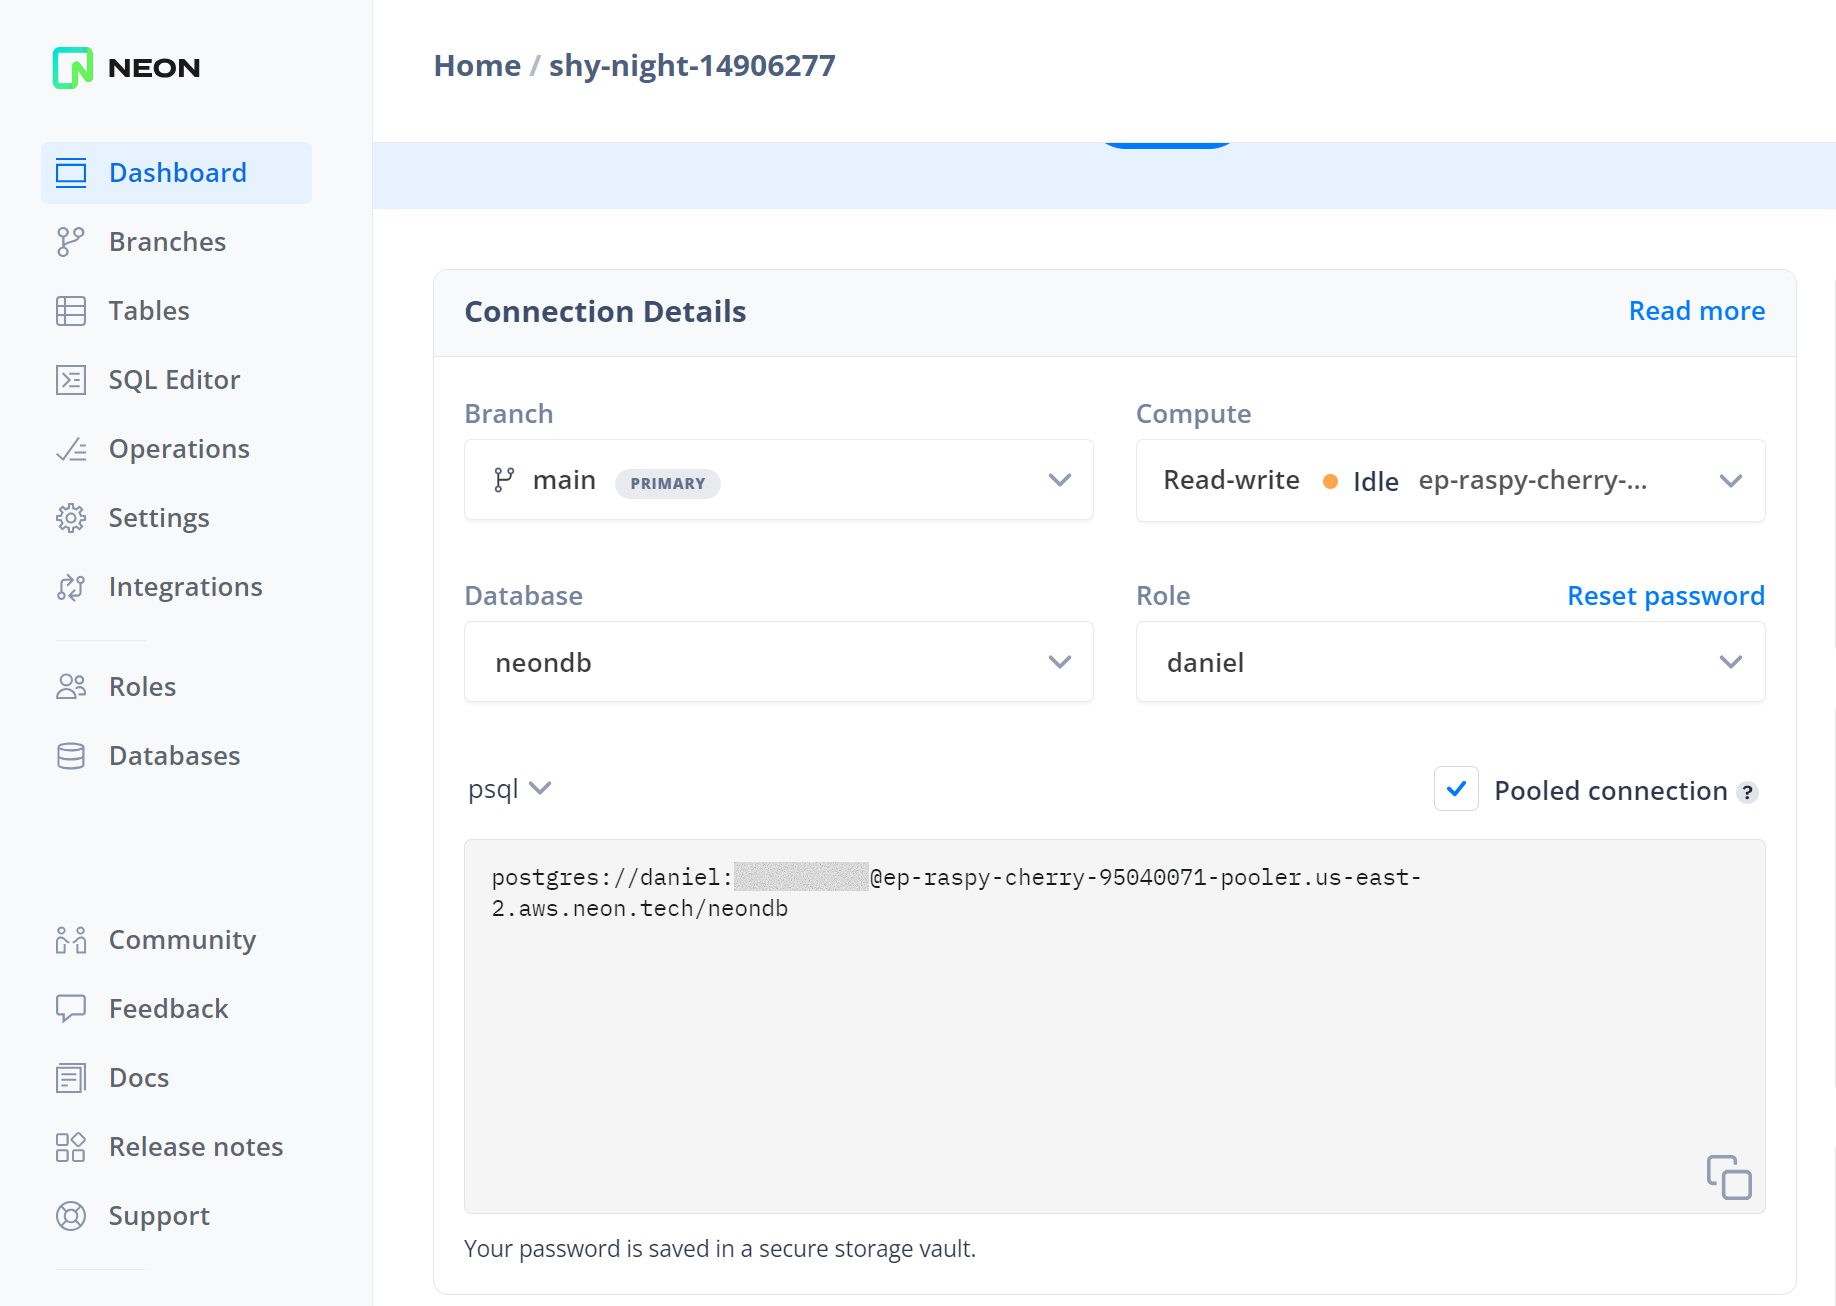 NEON
Home / shy-night-14906277
Dashboard
Branches
Tables
SQL Editor
Operations
Settings
Integrations
Roles
Databases
Community
Feedback
Docs
Release notes
Support
Connection Details
Read more
Branch
main PRIMARY
Compute
Read-write Idle ep-raspy-cherry-...
Database
neondb
Role
Reset password
daniel
psql
Pooled connection ?
postgres://daniel: @ep-raspy-cherry-95040071-pooler.us-east-
2.aws.neon.tech/neondb
Your password is saved in a secure storage vault.